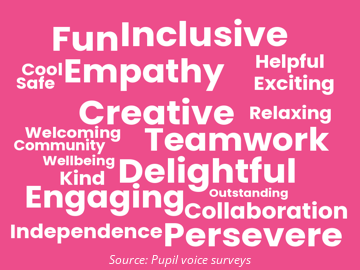 Fun Inclusive
Cool Empathy Helpful
Safe Exciting
Creative Relaxing
Welcoming Teamwork
Community
Wellbeing Delightful
Kind
Engaging Outstanding
Collaboration
Independence Persevere
Source: Pupil voice surveys